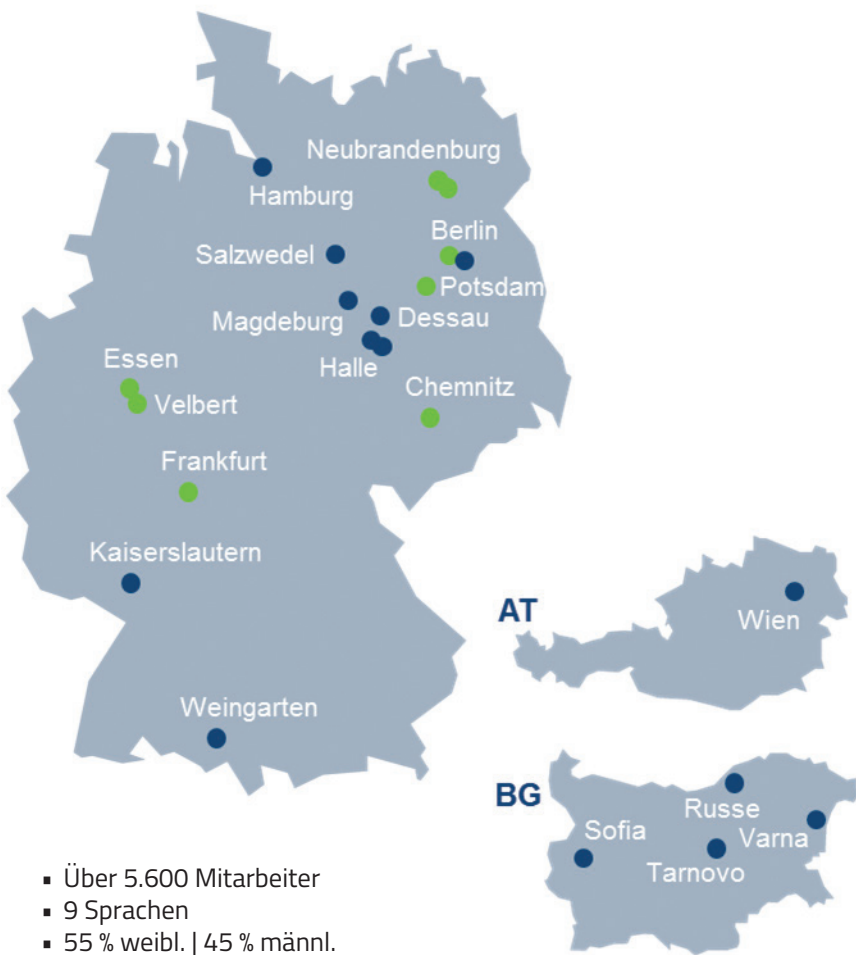 Neubrandenburg
Hamburg
Berlin
Salzwedel
Potsdam
Magdeburg
Dessau
Halle
Essen
Chemnitz
Velbert
Frankfurt
Kaiserslautern
AT
Wien
Weingarten
BG
Russe
Sofia
Varna
Tarnovo
▪ Über 5.600 Mitarbeiter
▪ 9 Sprachen
▪ 55 % weibl. | 45 % männl.